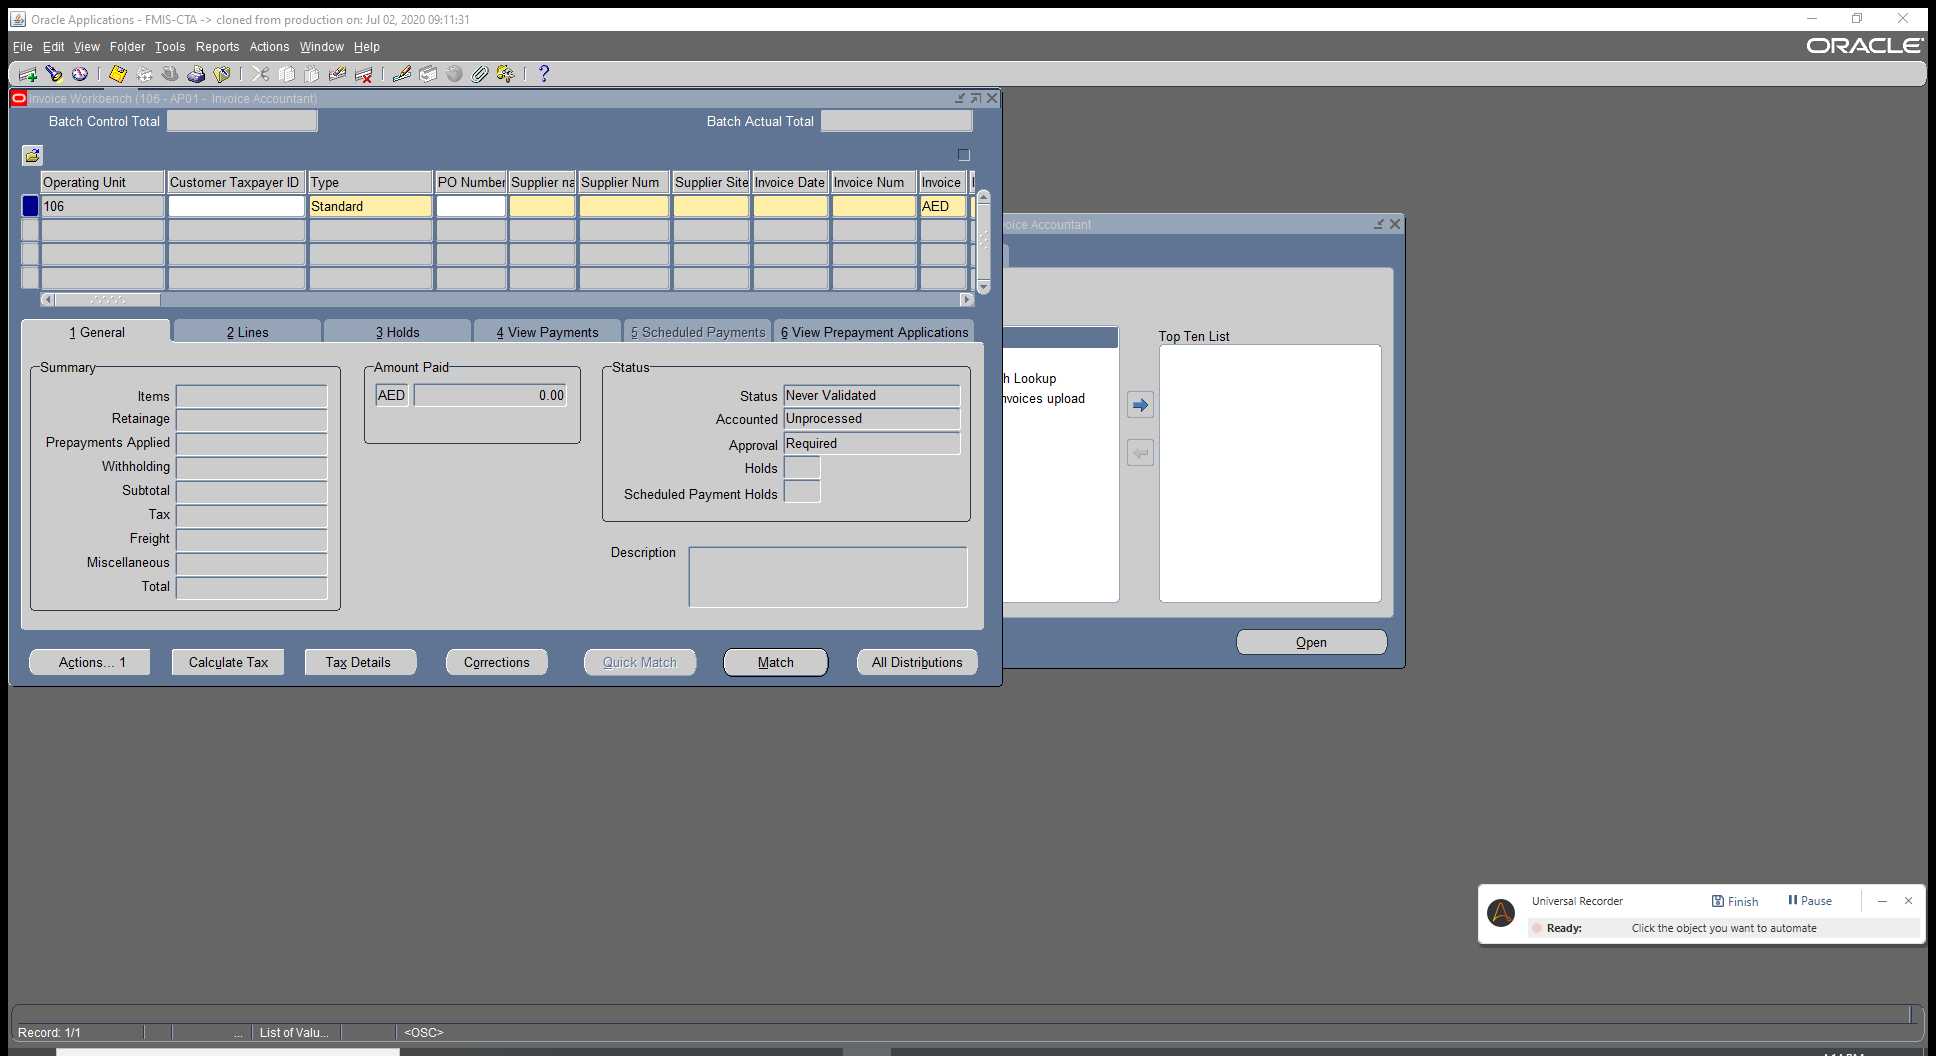 Oracle Applications - FMIS-CTA -> cloned from production on: Jul 02, 2020 09:11:31
File Edit View Folder Tools Reports Actions Window Help
ORACLE
Invoice Workbench (106 - AP01 - Invoice Accountant)
Batch Control Total
Batch Actual Total
Operating Unit Customer Taxpayer ID Type PO Number Supplier na Supplier Num Supplier Site Invoice Date Invoice Num Invoice
106 Standard AED
oice Accountant
1 General 2 Lines 3 Holds 4 View Payments 5 Scheduled Payments 6 View Prepayment Applications
Summary
Items
Retainage
Prepayments Applied
Withholding
Subtotal
Tax
Freight
Miscellaneous
Total
Amount Paid
AED 0.00
Status
Status Never Validated
Accounted Unprocessed
Approval Required
Holds
Scheduled Payment Holds
Description
Top Ten List
h Lookup
nvoices upload
Open
Actions... 1 Calculate Tax Tax Details Corrections Quick Match Match All Distributions
Universal Recorder Finish Pause
Ready: Click the object you want to automate
Record: 1/1 ... List of Valu... <OSC>